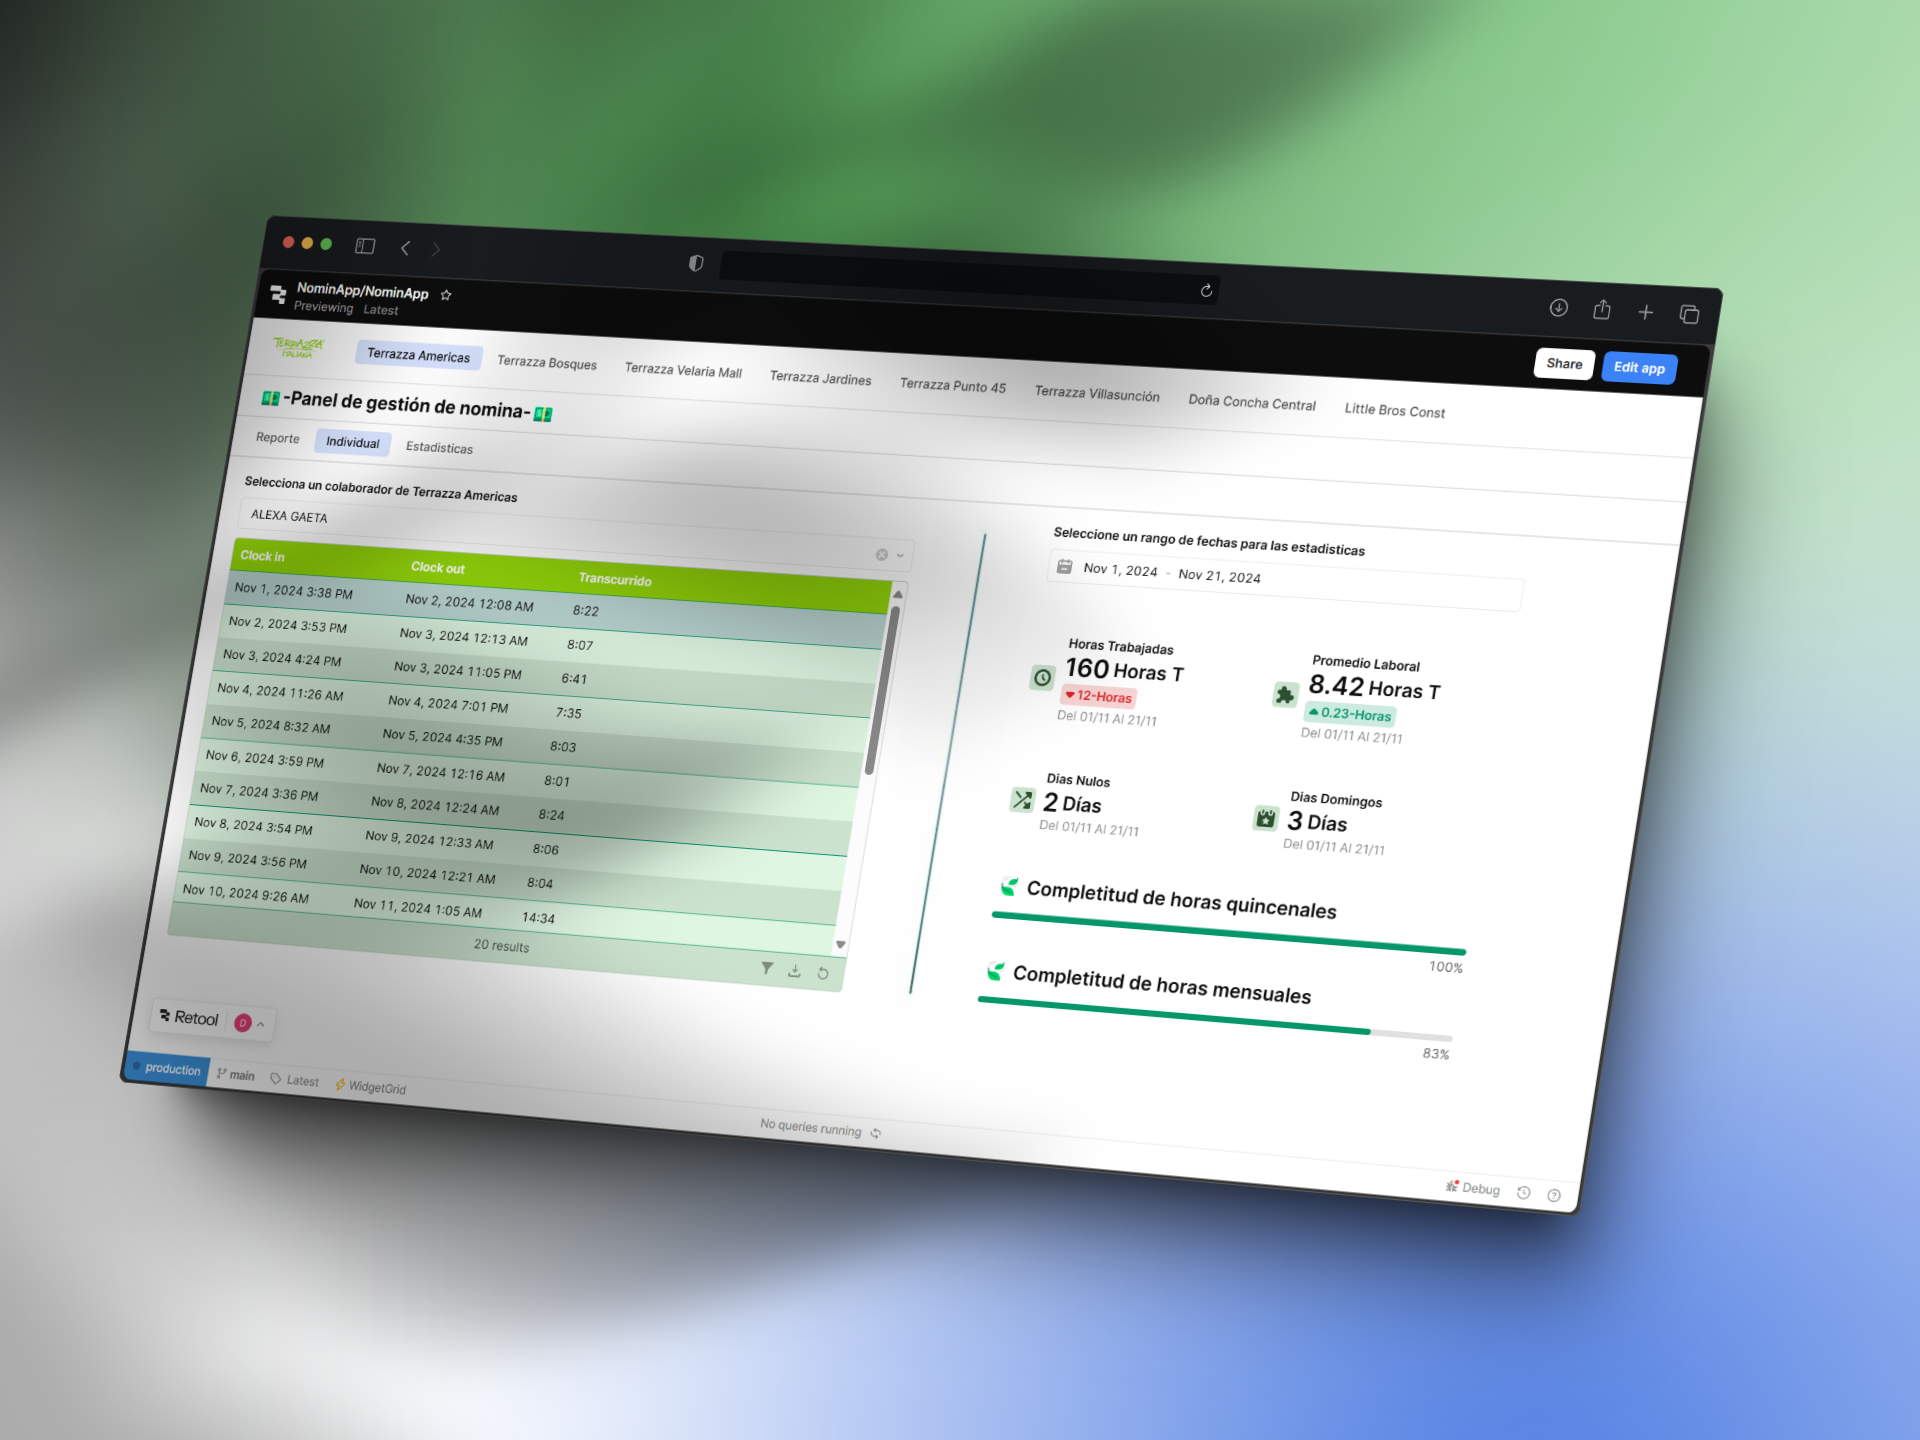 NominApp/NominApp
Previewing Latest
Share
Edit app
TERRAZZA
ITALIANA
Terrazza Americas
Terrazza Bosques
Terrazza Velaria Mall
Terrazza Jardines
Terrazza Punto 45
Terrazza Villasunción
Doña Concha Central
Little Bros Const
-Panel de gestión de nomina-
Reporte
Individual
Estadisticas
Selecciona un colaborador de Terrazza Americas
ALEXA GAETA
Clock in Clock out Transcurrido
Nov 1, 2024 3:38 PM Nov 2, 2024 12:08 AM 8:22
Nov 2, 2024 3:53 PM Nov 3, 2024 12:13 AM 8:07
Nov 3, 2024 4:24 PM Nov 3, 2024 11:05 PM 6:41
Nov 4, 2024 11:26 AM Nov 4, 2024 7:01 PM 7:35
Nov 5, 2024 8:32 AM Nov 5, 2024 4:35 PM 8:03
Nov 6, 2024 3:59 PM Nov 7, 2024 12:16 AM 8:01
Nov 7, 2024 3:36 PM Nov 8, 2024 12:24 AM 8:24
Nov 8, 2024 3:54 PM Nov 9, 2024 12:33 AM 8:06
Nov 9, 2024 3:56 PM Nov 10, 2024 12:21 AM 8:04
Nov 10, 2024 9:26 AM Nov 11, 2024 1:05 AM 14:34
20 results
Seleccione un rango de fechas para las estadisticas
Nov 1, 2024 - Nov 21, 2024
Horas Trabajadas
160 Horas T
12-Horas
Del 01/11 Al 21/11
Promedio Laboral
8.42 Horas T
0.23-Horas
Del 01/11 Al 21/11
Dias Nulos
2 Días
Del 01/11 Al 21/11
Dias Domingos
3 Días
Del 01/11 Al 21/11
Completitud de horas quincenales
100%
Completitud de horas mensuales
83%
Retool D
production main Latest WidgetGrid
No queries running
Debug